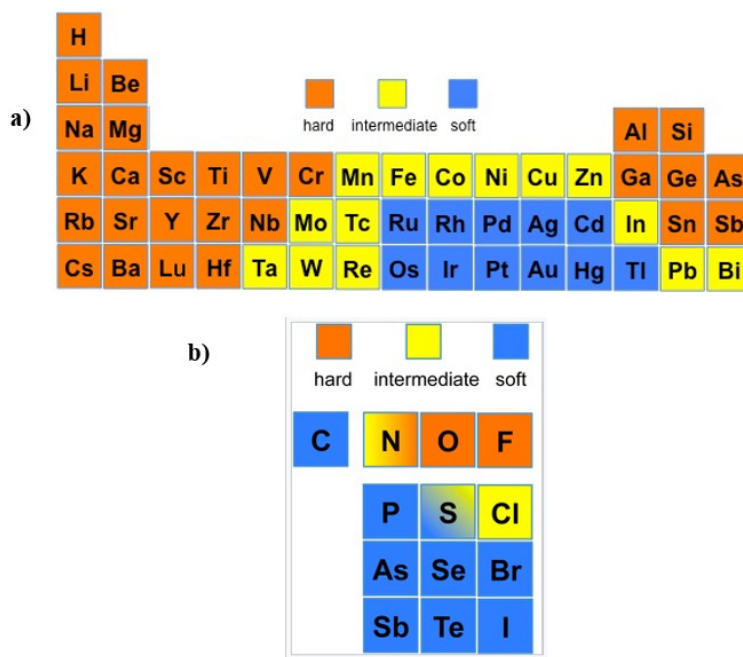 H
Li Be
hard intermediate soft
a)
Na Mg Al Si
K Ca Sc Ti V Cr Mn Fe Co Ni Cu Zn Ga Ge As
Rb Sr Y Zr Nb Mo Tc Ru Rh Pd Ag Cd In Sn Sb
Cs Ba Lu Hf Ta W Re Os Ir Pt Au Hg Tl Pb Bi
b)
hard intermediate soft
C N O F
P S Cl
As Se Br
Sb Te I